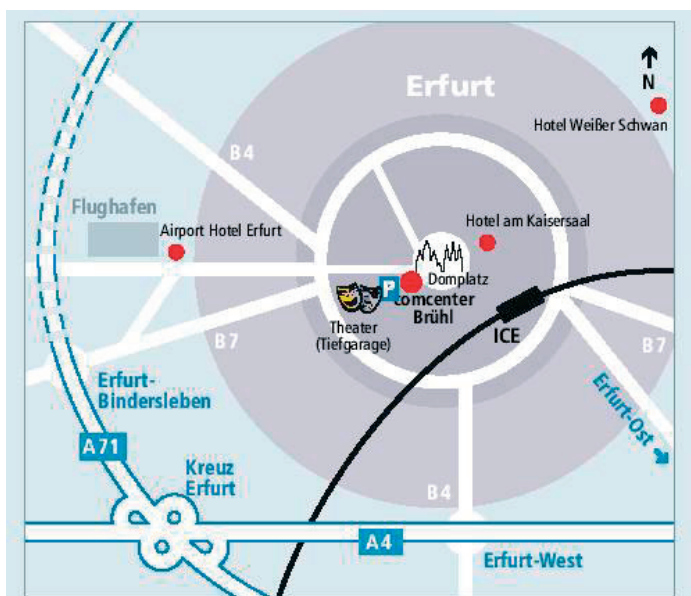 Erfurt
N
Hotel Weißer Schwan
B4
Flughafen
Airport Hotel Erfurt
Hotel am Kaisersaal
P
Domplatz
Comcenter
Brühl
Theater
(Tiefgarage)
ICE
B7
B7
Erfurt-
Bindersleben
Erfurt-Ost
A71
Kreuz
Erfurt
B4
A4
Erfurt-West